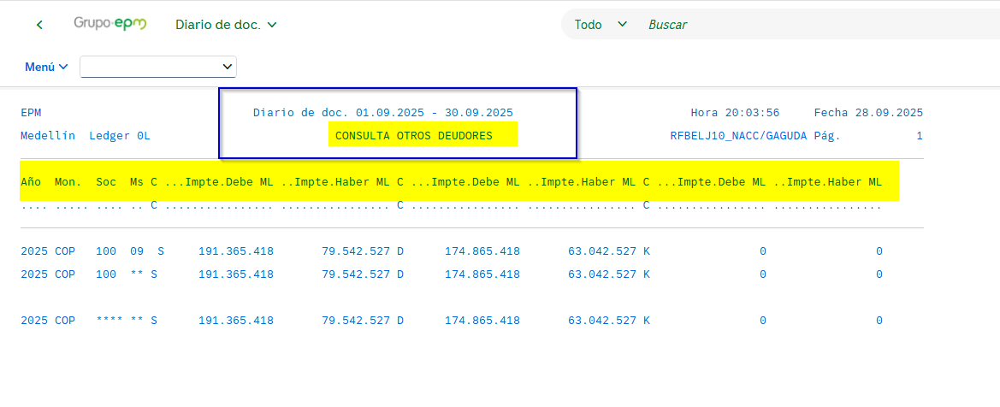 Grupo·epm Diario de doc. Todo Buscar
Menú
EPM Diario de doc. 01.09.2025 - 30.09.2025 Hora 20:03:56 Fecha 28.09.2025
Medellín Ledger 0L CONSULTA OTROS DEUDORES RFBELJ10_NACC/GAGUDA Pág. 1
Año Mon. Soc Ms C ...Impte.Debe ML ..Impte.Haber ML C ...Impte.Debe ML ..Impte.Haber ML C ...Impte.Debe ML ..Impte.Haber ML
.... ..... .... .. C ................ ................ C ................ ................ C ................ ................
2025 COP 100 09 S 191.365.418 79.542.527 D 174.865.418 63.042.527 K 0 0
2025 COP 100 ** S 191.365.418 79.542.527 D 174.865.418 63.042.527 K 0 0
2025 COP **** ** S 191.365.418 79.542.527 D 174.865.418 63.042.527 K 0 0